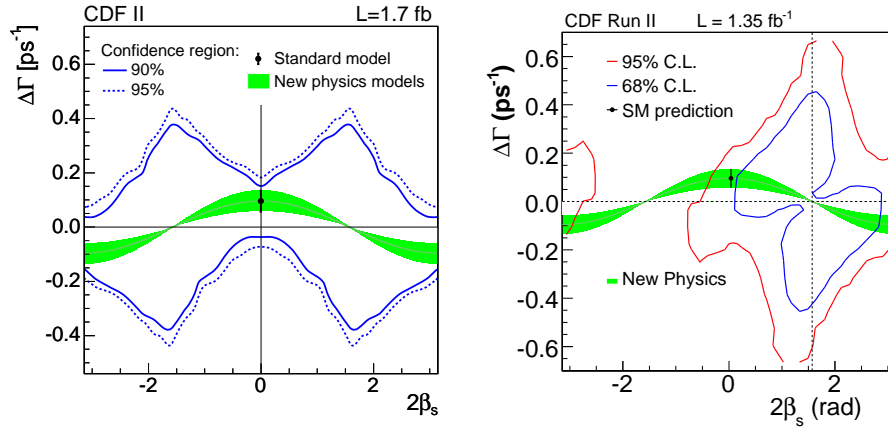 CDF II L=1.7 fb
ΔΓ [ps⁻¹]
Confidence region:
90%
95%
Standard model
New physics models
0.4
0.2
0.0
-0.2
-0.4
-2 0 2
2βs
CDF Run II L = 1.35 fb⁻¹
ΔΓ (ps⁻¹)
95% C.L.
68% C.L.
SM prediction
New Physics
0.6
0.4
0.2
0.0
-0.2
-0.4
-0.6
-2 0 2
2βs (rad)